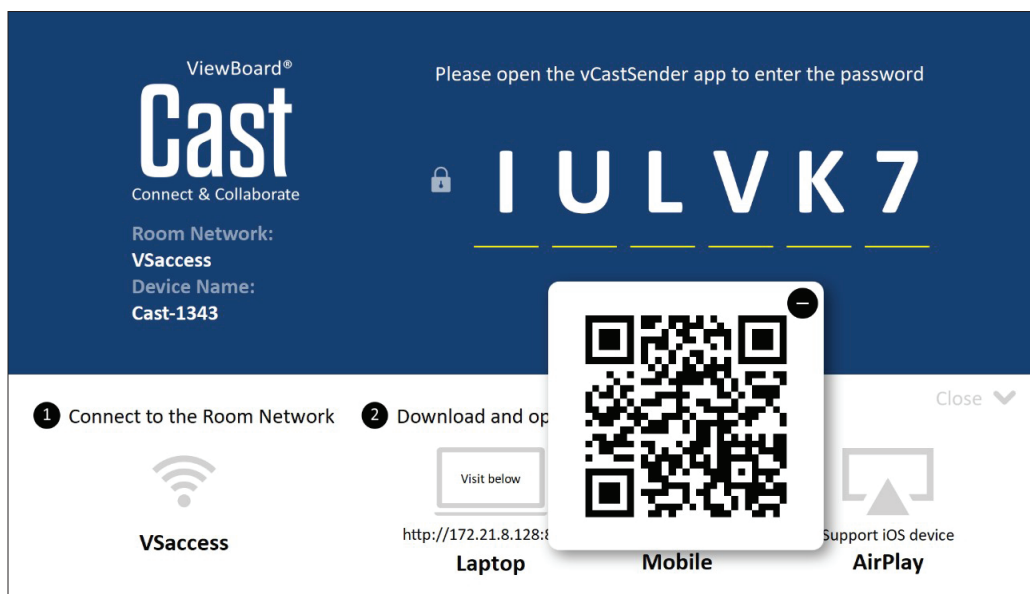 ViewBoard®
Cast
Connect & Collaborate
Room Network:
VSaccess
Device Name:
Cast-1343
Please open the vCastSender app to enter the password
I U L V K 7
Close
1 Connect to the Room Network
2 Download and op
Visit below
http://172.21.8.128:8
Laptop
Mobile
Support iOS device
AirPlay
VSaccess